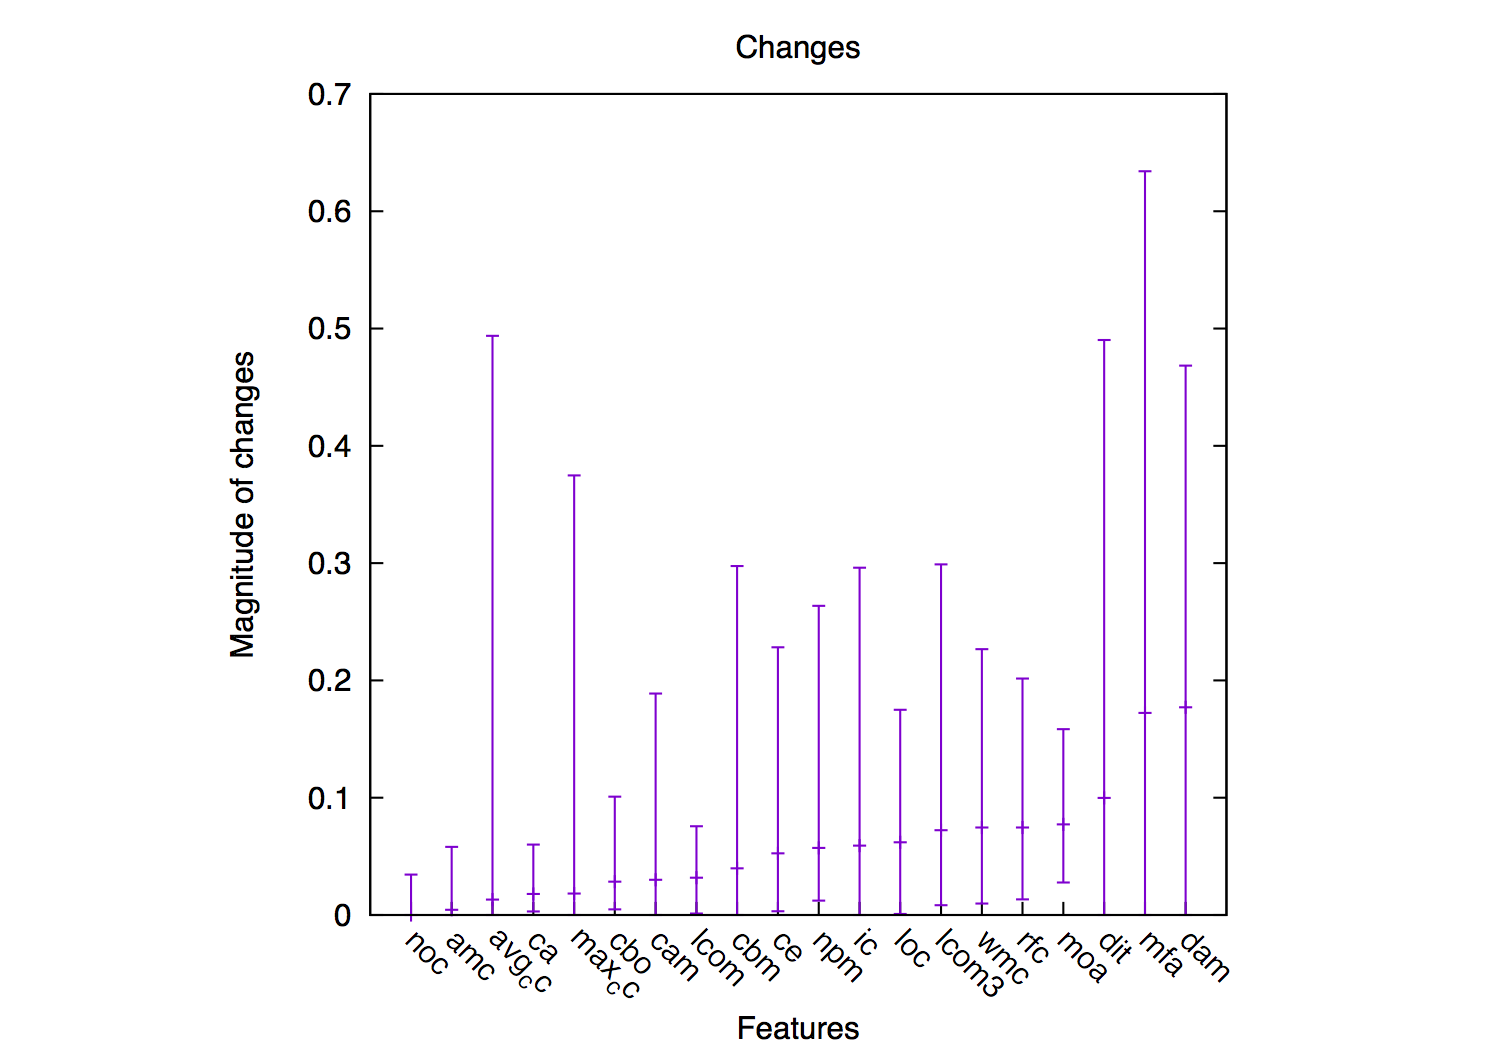 Changes
0.7
0.6
0.5
0.4
0.3
0.2
0.1
0
Magnitude of changes
noc
amc
avgcc
ca
maxcc
cbo
cam
lcom
cbm
ce
npm
ic
loc
lcom3
wmc
rfc
moa
dit
mfa
dam
Features